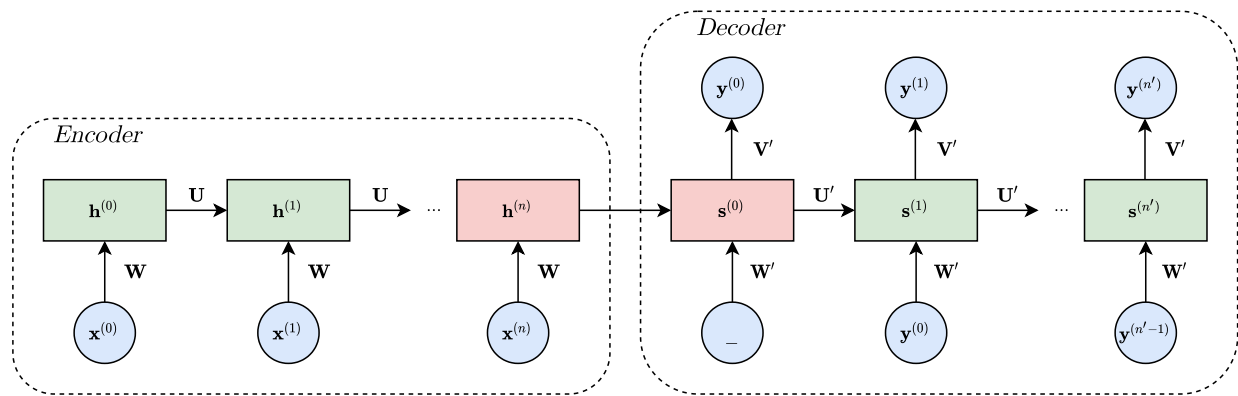 Decoder
y⁽⁰⁾ y⁽¹⁾ y⁽ⁿ′⁾
Encoder
V′ V′ V′
U U U′ U′
h⁽⁰⁾ h⁽¹⁾ ... h⁽ⁿ⁾ s⁽⁰⁾ s⁽¹⁾ ... s⁽ⁿ′⁾
W W W W′ W′ W′
x⁽⁰⁾ x⁽¹⁾ x⁽ⁿ⁾ _ y⁽⁰⁾ y⁽ⁿ′⁻¹⁾